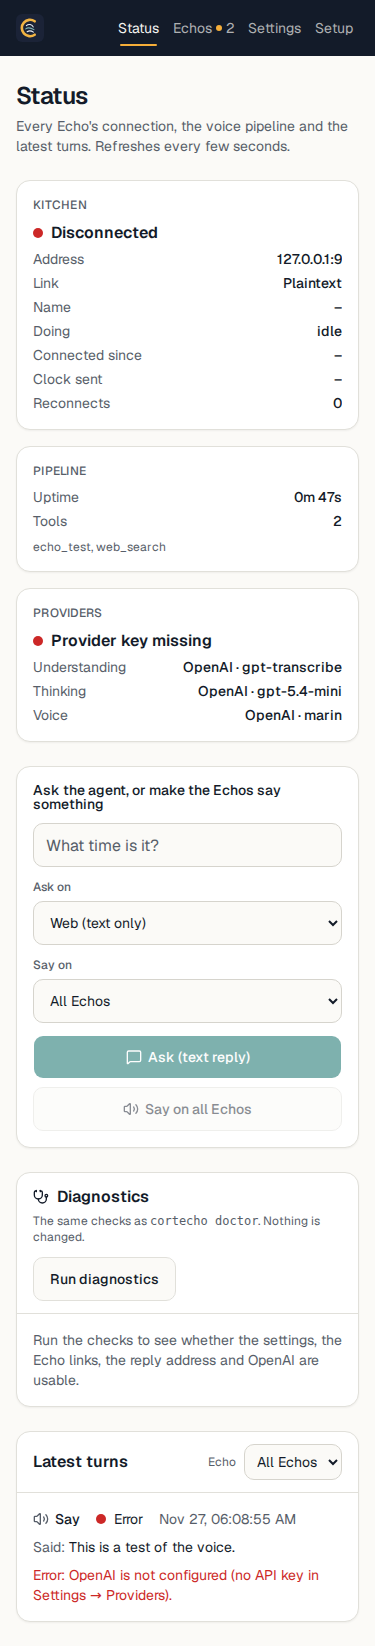 Status Echos 2 Settings Setup
Status
Every Echo's connection, the voice pipeline and the
latest turns. Refreshes every few seconds.
KITCHEN
Disconnected
Address 127.0.0.1:9
Link Plaintext
Name –
Doing idle
Connected since –
Clock sent –
Reconnects 0
PIPELINE
Uptime 0m 47s
Tools 2
echo_test, web_search
PROVIDERS
Provider key missing
Understanding OpenAI · gpt-transcribe
Thinking OpenAI · gpt-5.4-mini
Voice OpenAI · marin
Ask the agent, or make the Echos say
something
What time is it?
Ask on
Web (text only)
Say on
All Echos
Ask (text reply)
Say on all Echos
Diagnostics
The same checks as cortecho doctor. Nothing is
changed.
Run diagnostics
Run the checks to see whether the settings, the
Echo links, the reply address and OpenAI are
usable.
Latest turns Echo All Echos
Say Error Nov 27, 06:08:55 AM
Said: This is a test of the voice.
Error: OpenAI is not configured (no API key in
Settings → Providers).